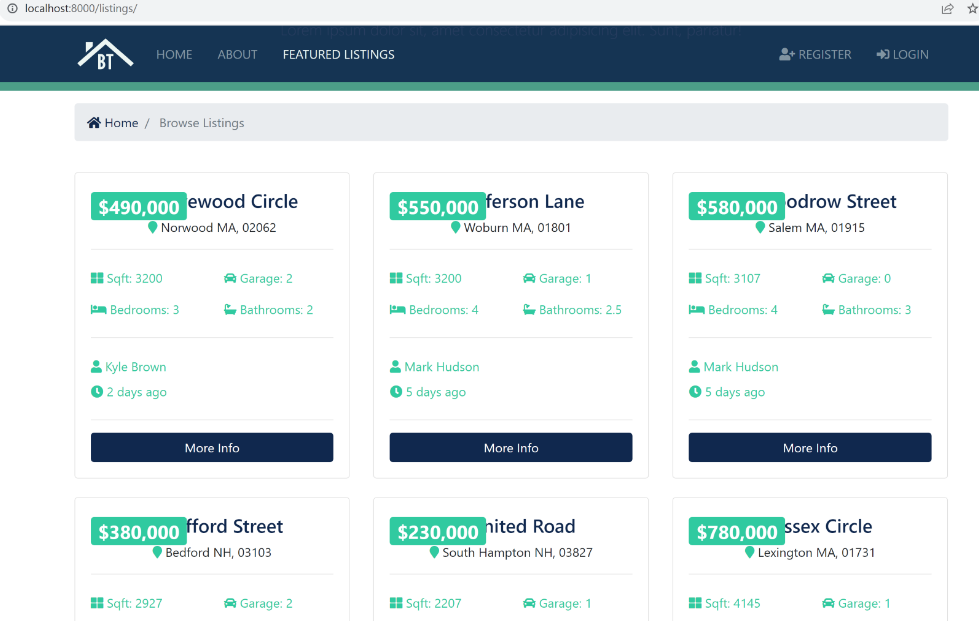 localhost:8000/listings/
Lorem ipsum dolor sit, amet consectetur adipisicing elit. Sunt, pariatur!
BT HOME ABOUT FEATURED LISTINGS REGISTER LOGIN
Home / Browse Listings
$490,000 ewood Circle
Norwood MA, 02062
Sqft: 3200 Garage: 2
Bedrooms: 3 Bathrooms: 2
Kyle Brown
2 days ago
More Info
$550,000 fferson Lane
Woburn MA, 01801
Sqft: 3200 Garage: 1
Bedrooms: 4 Bathrooms: 2.5
Mark Hudson
5 days ago
More Info
$580,000 odrow Street
Salem MA, 01915
Sqft: 3107 Garage: 0
Bedrooms: 4 Bathrooms: 3
Mark Hudson
5 days ago
More Info
$380,000 fford Street
Bedford NH, 03103
Sqft: 2927 Garage: 2
$230,000 nited Road
South Hampton NH, 03827
Sqft: 2207 Garage: 1
$780,000 ssex Circle
Lexington MA, 01731
Sqft: 4145 Garage: 1